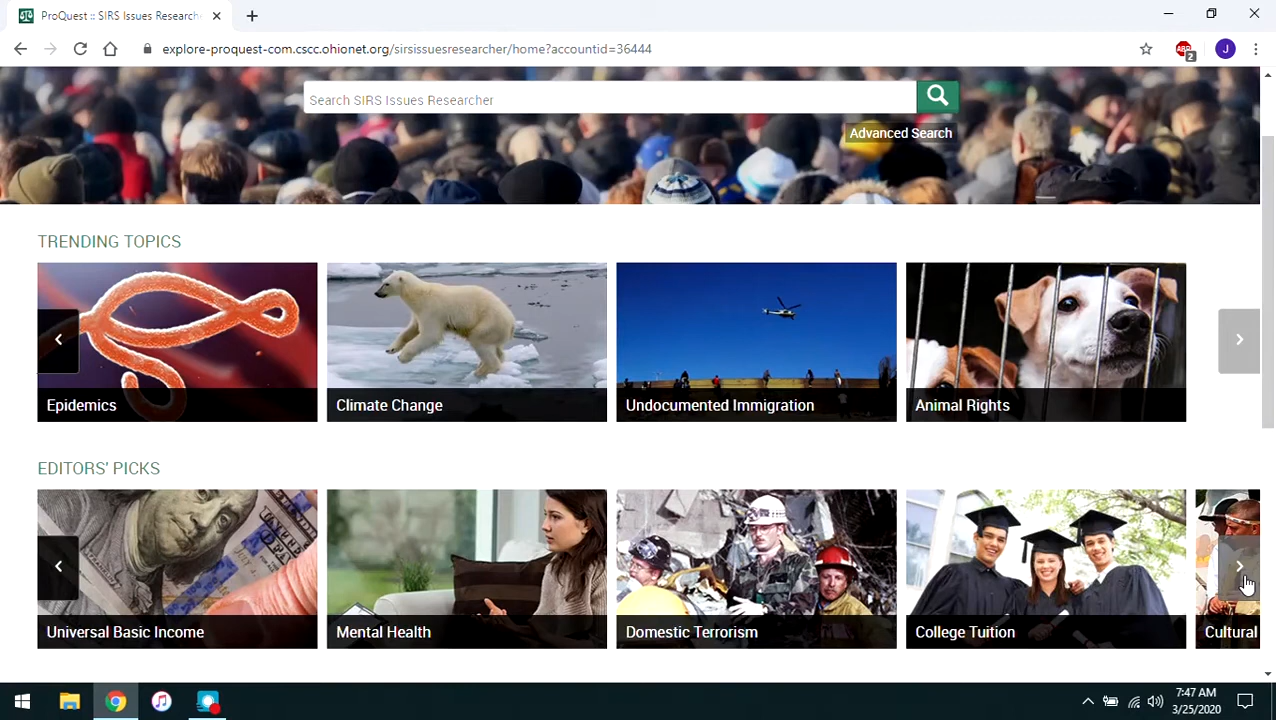 ProQuest :: SIRS Issues Research
explore-proquest-com.cscc.ohionet.org/sirsissuesresearcher/home?accountid=36444
ABP
2
J
Search SIRS Issues Researcher
Advanced Search
TRENDING TOPICS
Epidemics
Climate Change
Undocumented Immigration
Animal Rights
EDITORS' PICKS
Universal Basic Income
Mental Health
Domestic Terrorism
College Tuition
Cultural
7:47 AM
3/25/2020